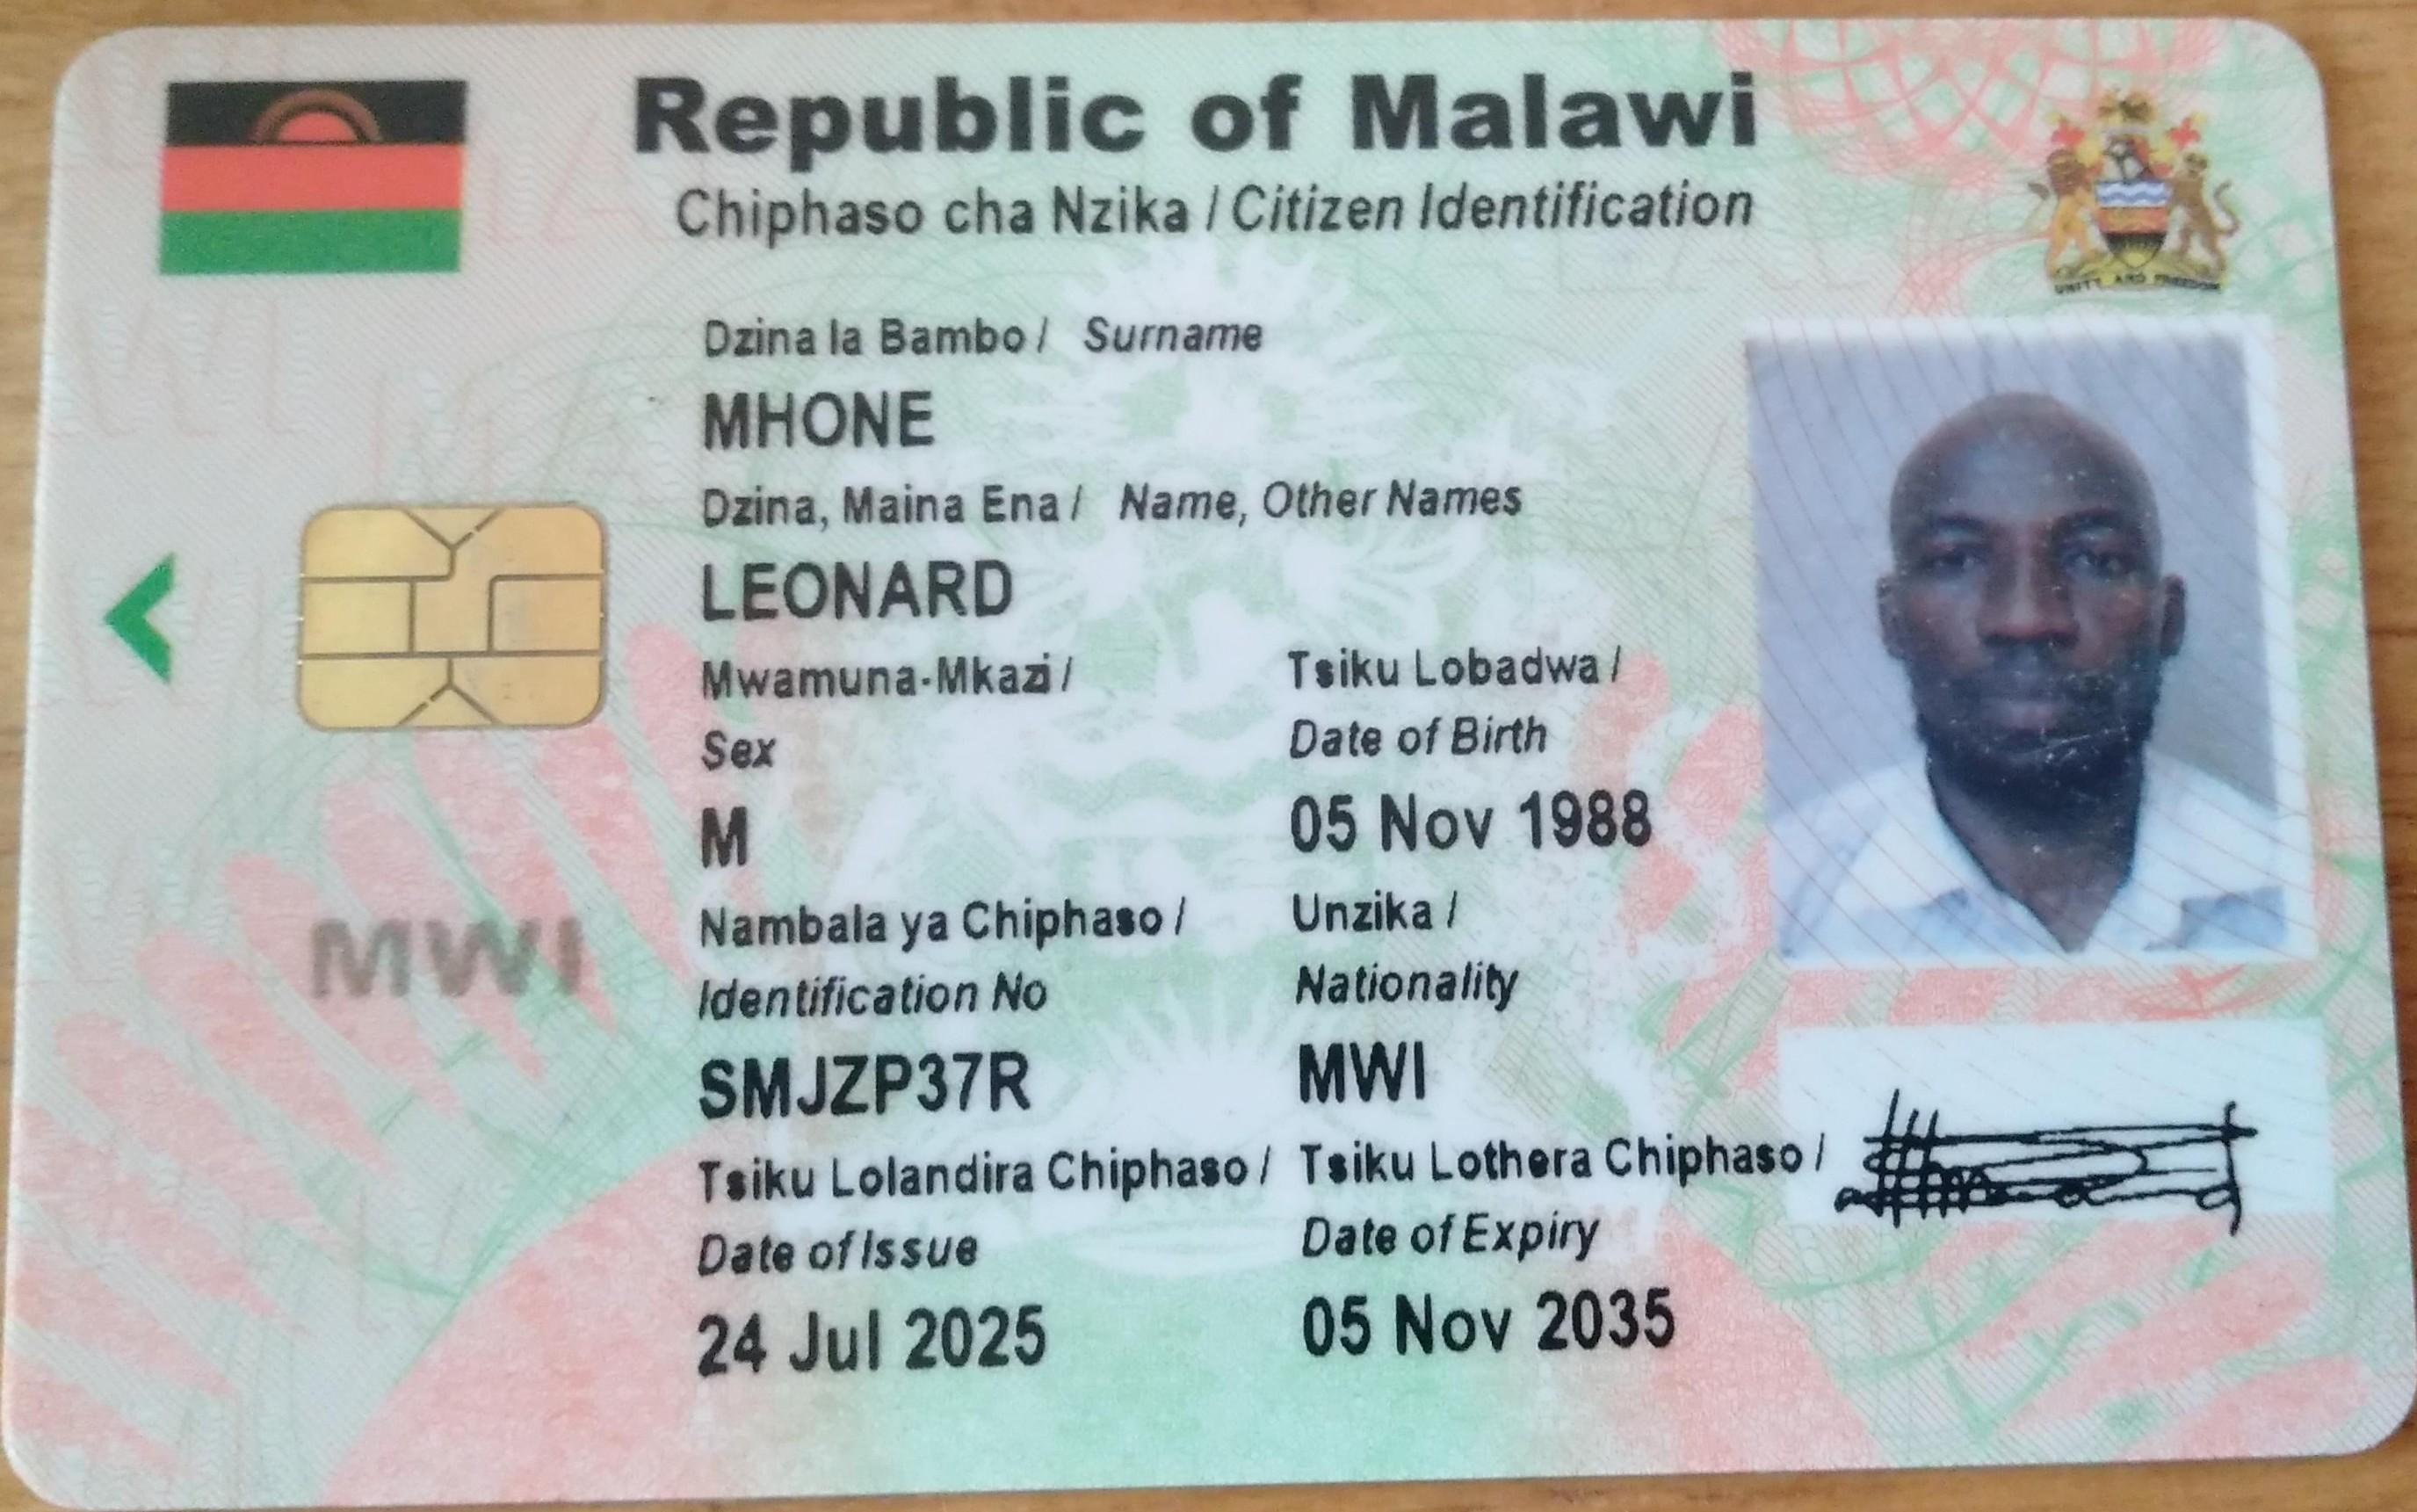 Republic of Malawi
Chiphaso cha Nzika / Citizen Identification
UNITY AND FREEDOM
Dzina la Bambo / Surname
MHONE
Dzina, Maina Ena / Name, Other Names
LEONARD
Mwamuna-Mkazi / Tsiku Lobadwa /
Sex Date of Birth
M 05 Nov 1988
Nambala ya Chiphaso / Unzika /
MWI
Identification No Nationality
SMJZP37R MWI
Tsiku Lolandira Chiphaso / Tsiku Lothera Chiphaso /
Date of Issue Date of Expiry
24 Jul 2025 05 Nov 2035